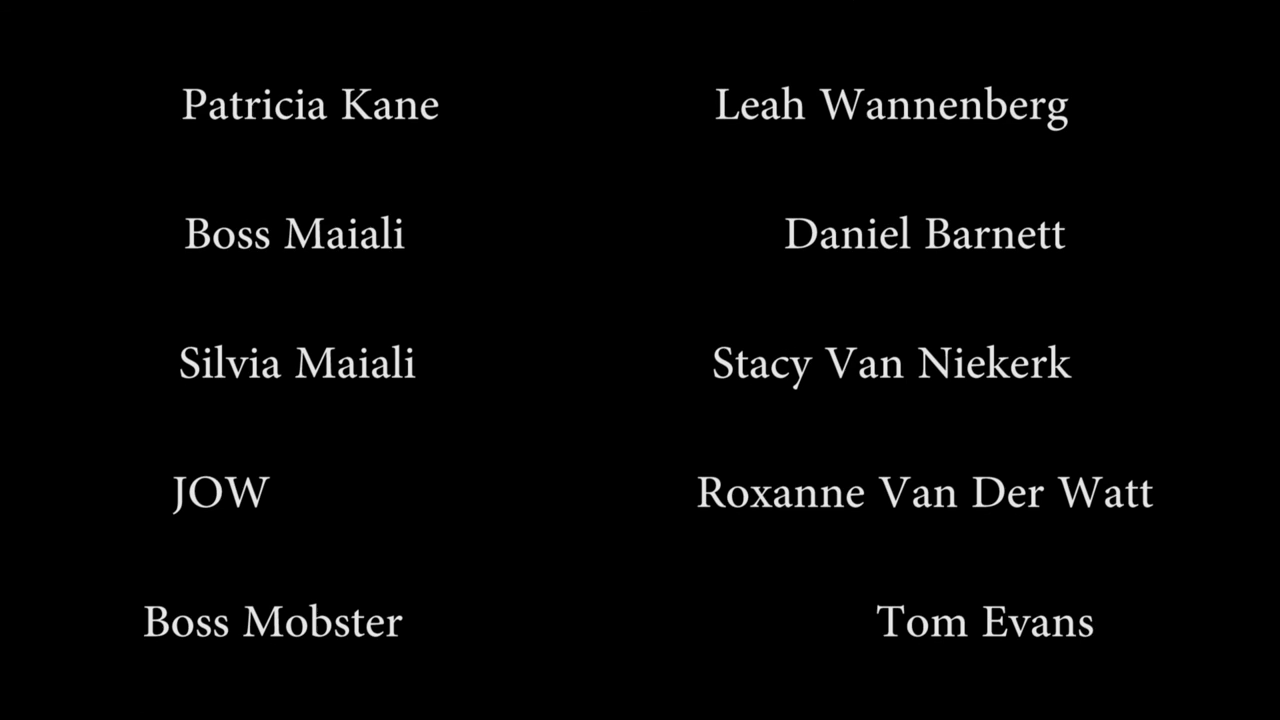 Patricia Kane Leah Wannenberg
Boss Maiali Daniel Barnett
Silvia Maiali Stacy Van Niekerk
JOW Roxanne Van Der Watt
Boss Mobster Tom Evans